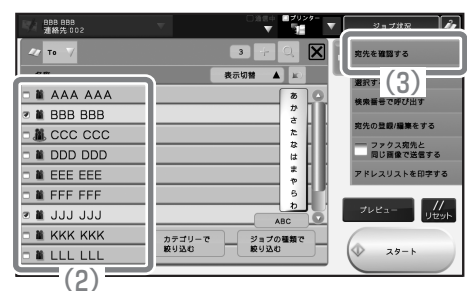 BBB BBB
連絡先 002
通信中
プリンター
ジョブ状況
To
3
宛先を確認する
名前
表示切替
(3)
検索番号で呼び出す
宛先の登録/編集をする
ファクス宛先と
同じ画像で送信する
アドレスリストを印字する
AAA AAA
BBB BBB
CCC CCC
DDD DDD
EEE EEE
FFF FFF
JJJ JJJ
KKK KKK
LLL LLL
あ
か
さ
た
な
は
ま
や
ら
わ
ABC
カテゴリーで
絞り込む
ジョブの種類で
絞り込む
プレビュー
リセット
スタート
(2)